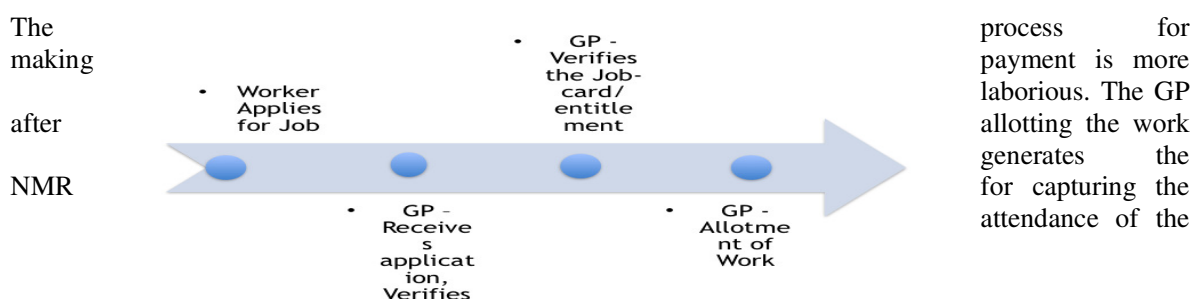 The process for
making payment is more
laborious. The GP
after allotting the work
generates the
NMR for capturing the
attendance of the
• Worker
Applies
for Job
• GP -
Receive
s
applicat
ion,
Verifies
• GP -
Verifies
the Job-
card/
entitle
ment
• GP -
Allotme
nt of
Work